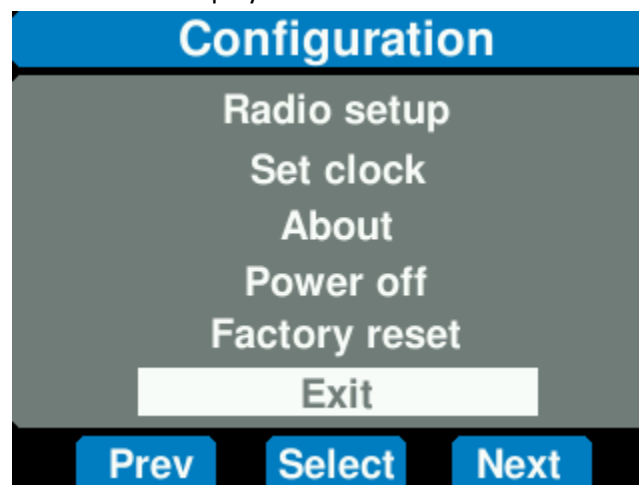 Configuration
Radio setup
Set clock
About
Power off
Factory reset
Exit
Prev Select Next